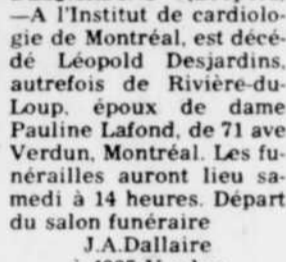 —A l'Institut de cardiolo-
gie de Montréal, est décé-
dé Léopold Desjardins,
autrefois de Rivière-du-
Loup, époux de dame
Pauline Lafond, de 71 ave
Verdun, Montréal. Les fu-
nérailles auront lieu sa-
medi à 14 heures. Départ
du salon funéraire
J.A.Dallaire